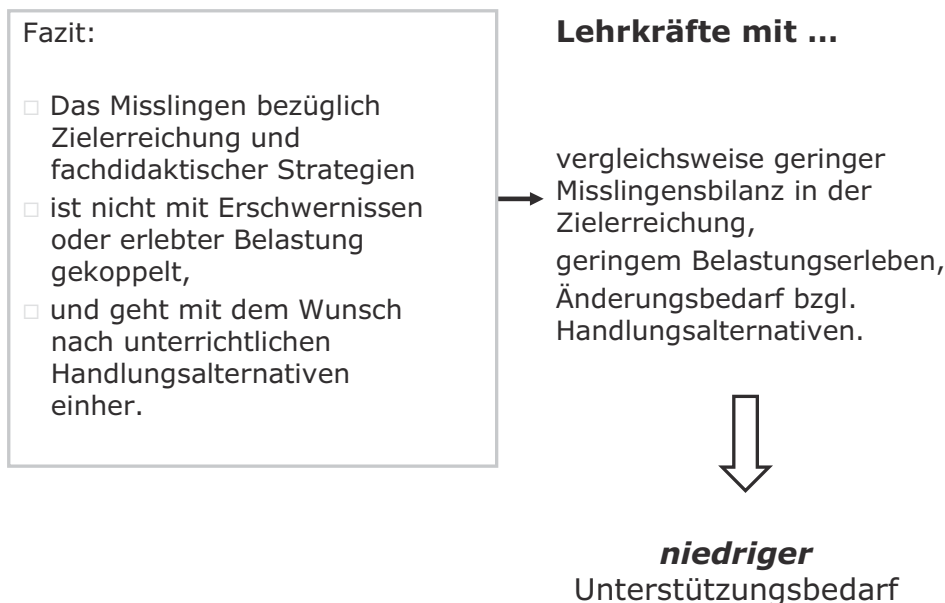 Fazit:
□ Das Misslingen bezüglich
Zielerreichung und
fachdidaktischer Strategien
□ ist nicht mit Erschwernissen
oder erlebter Belastung
gekoppelt,
□ und geht mit dem Wunsch
nach unterrichtlichen
Handlungsalternativen
einher.
Lehrkräfte mit …
vergleichsweise geringer
Misslingensbilanz in der
Zielerreichung,
geringem Belastungserleben,
Änderungsbedarf bzgl.
Handlungsalternativen.
niedriger
Unterstützungsbedarf